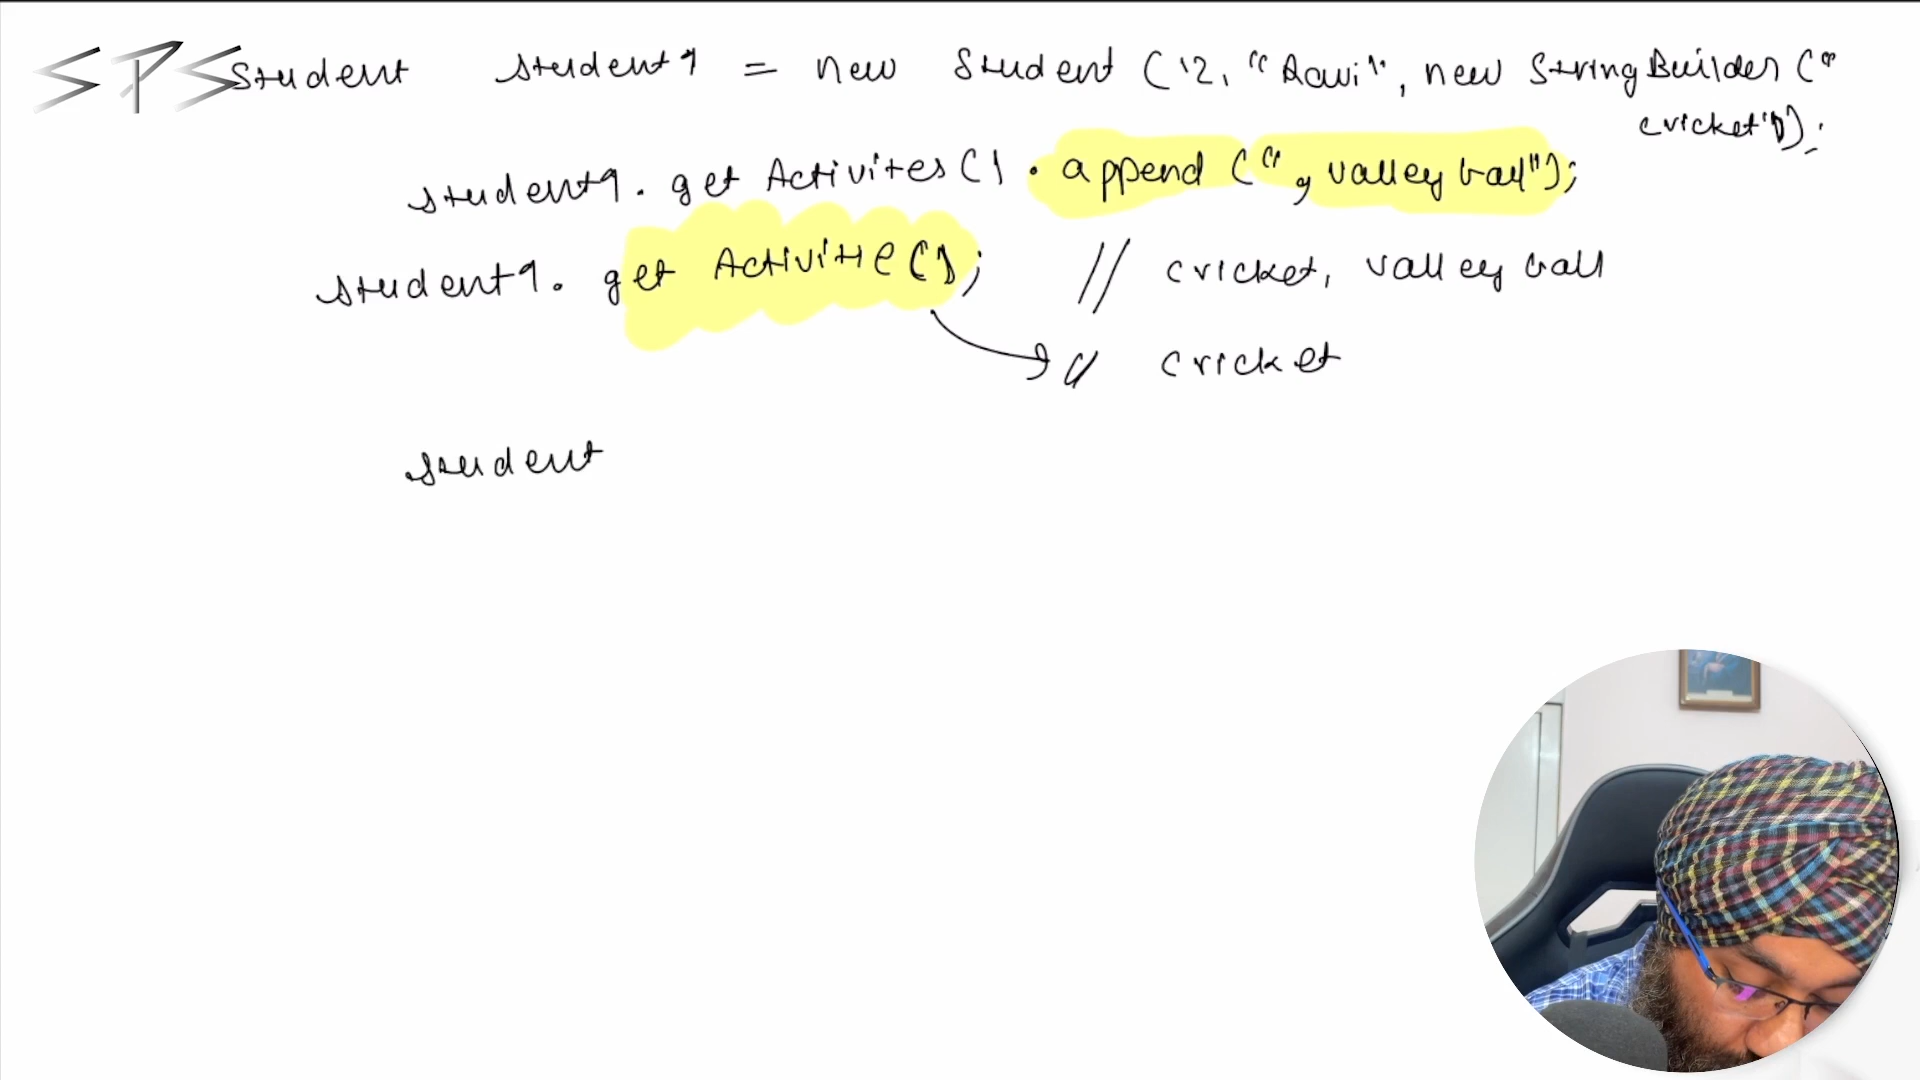 SPS
Student student1 = new Student (12, "Ravi", new StringBuilder ("
cricket"));
student1. get Activites () . append (" , valley ball");
student1. get Activitie (); // cricket, valley ball
// cricket
student